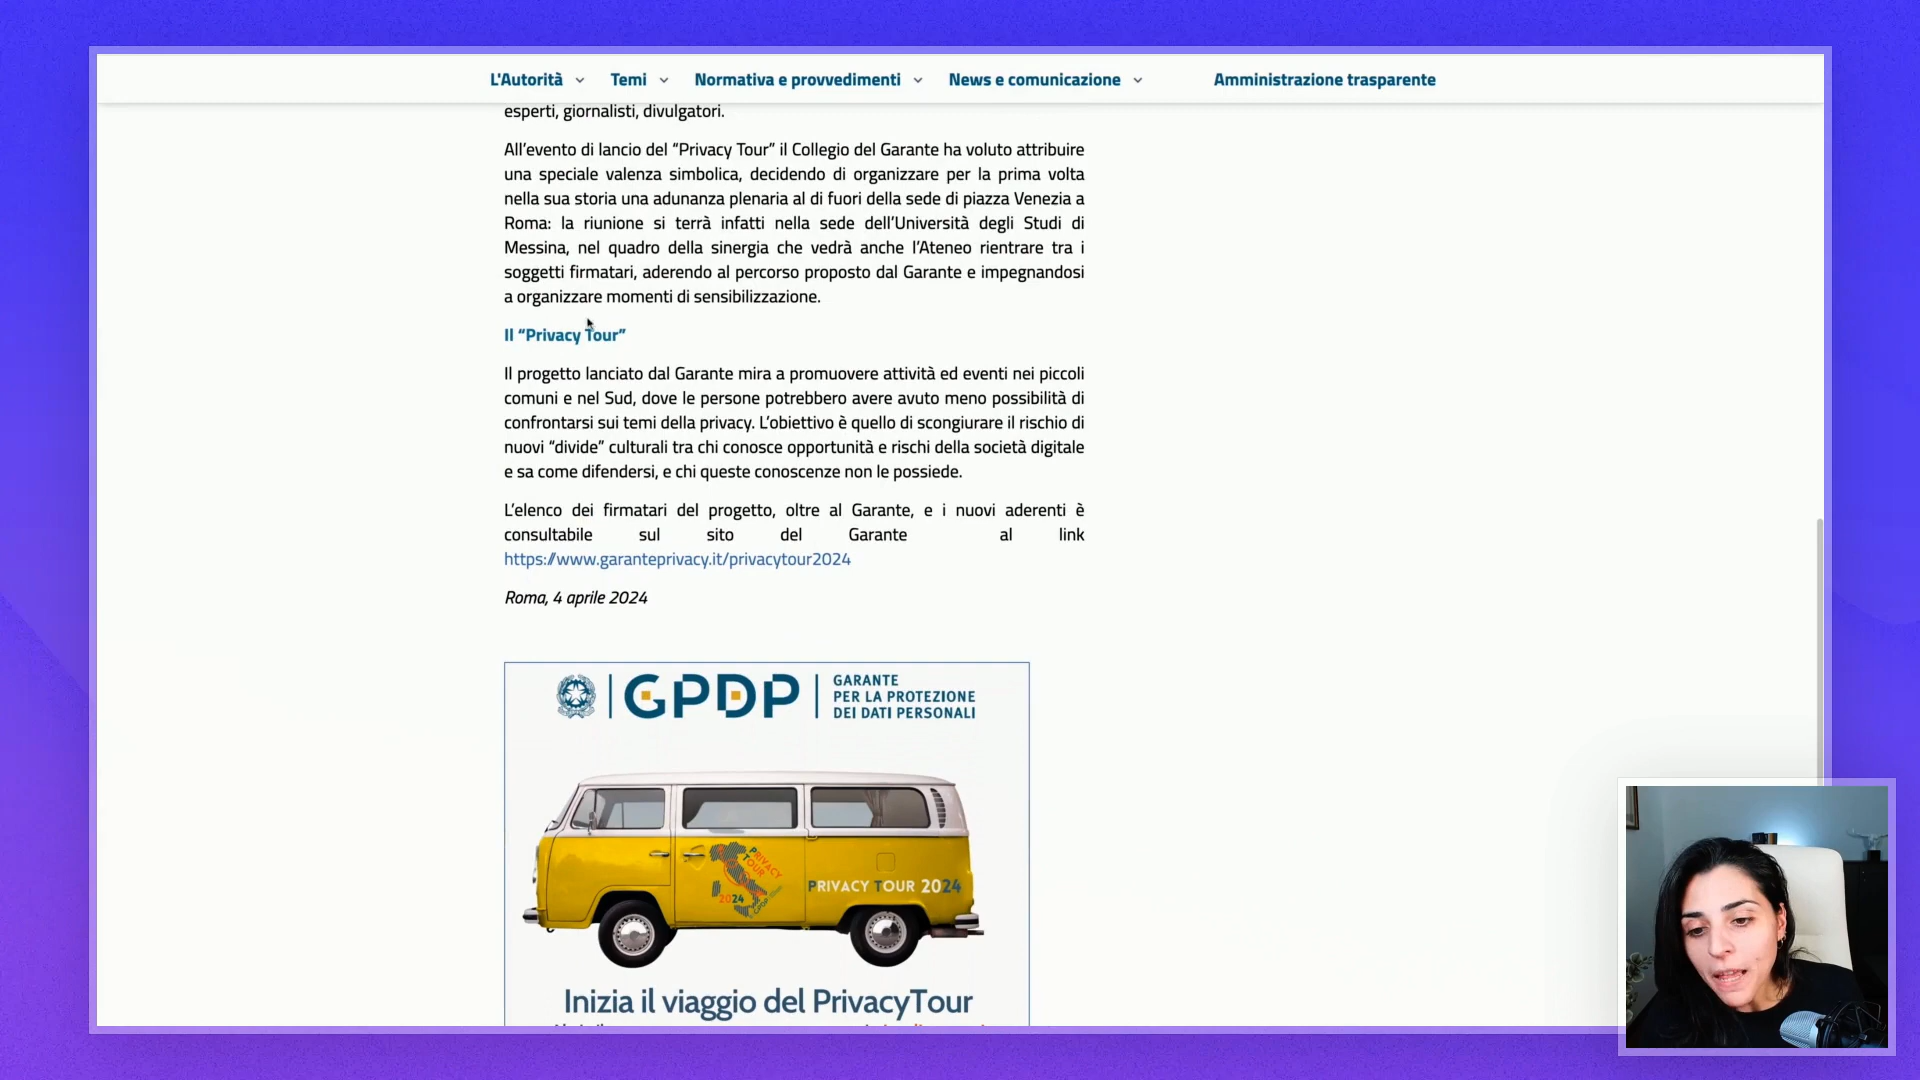 L'Autorità Temi Normativa e provvedimenti News e comunicazione Amministrazione trasparente
esperti, giornalisti, divulgatori.
All’evento di lancio del “Privacy Tour” il Collegio del Garante ha voluto attribuire
una speciale valenza simbolica, decidendo di organizzare per la prima volta
nella sua storia una adunanza plenaria al di fuori della sede di piazza Venezia a
Roma: la riunione si terrà infatti nella sede dell’Università degli Studi di
Messina, nel quadro della sinergia che vedrà anche l’Ateneo rientrare tra i
soggetti firmatari, aderendo al percorso proposto dal Garante e impegnandosi
a organizzare momenti di sensibilizzazione.
Il “Privacy Tour”
Il progetto lanciato dal Garante mira a promuovere attività ed eventi nei piccoli
comuni e nel Sud, dove le persone potrebbero avere avuto meno possibilità di
confrontarsi sui temi della privacy. L’obiettivo è quello di scongiurare il rischio di
nuovi “divide” culturali tra chi conosce opportunità e rischi della società digitale
e sa come difendersi, e chi queste conoscenze non le possiede.
L’elenco dei firmatari del progetto, oltre al Garante, e i nuovi aderenti è
consultabile sul sito del Garante al link
https://www.garanteprivacy.it/privacytour2024
Roma, 4 aprile 2024
GPDP
GARANTE
PER LA PROTEZIONE
DEI DATI PERSONALI
PRIVACY
TOUR
2024
PRIVACY TOUR 2024
Inizia il viaggio del PrivacyTour